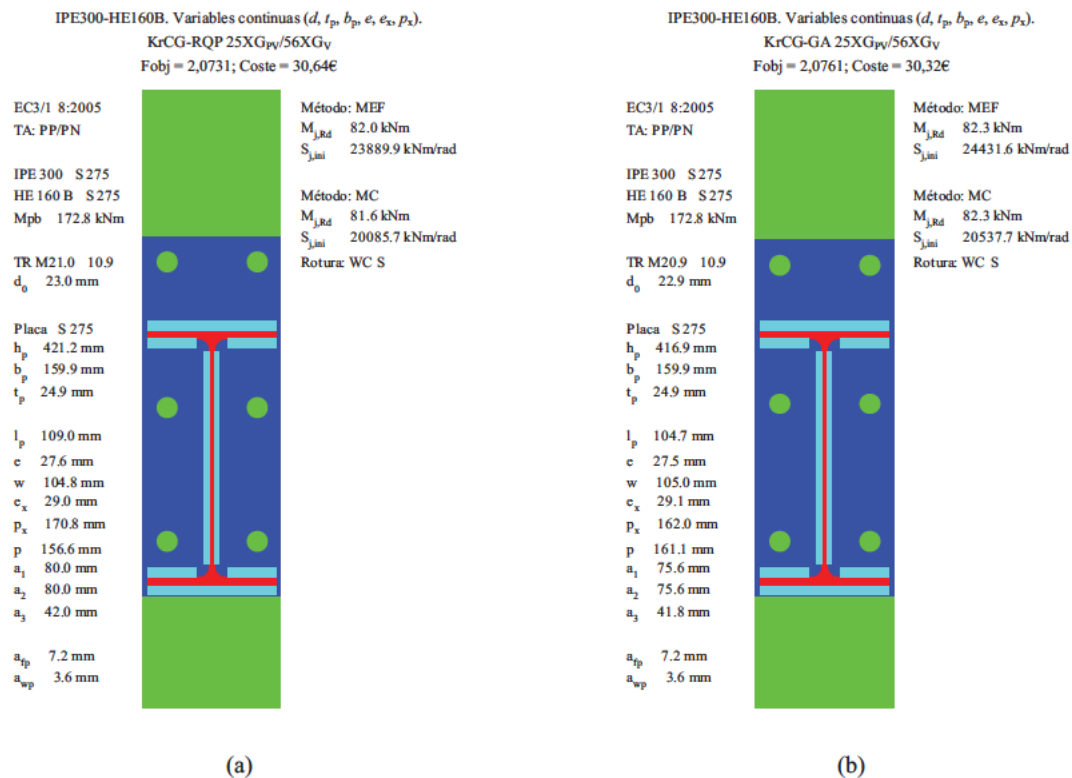 IPE300-HE160B. Variables continuas (d, tp, bp, e, ex, px).
KrCG-RQP 25XGPV/56XGV
Fobj = 2,0731; Coste = 30,64€
EC3/1 8:2005
TA: PP/PN
IPE 300 S 275
HE 160 B S 275
Mpb 172.8 kNm
TR M21.0 10.9
d0 23.0 mm
Placa S 275
hp 421.2 mm
bp 159.9 mm
tp 24.9 mm
lp 109.0 mm
e 27.6 mm
w 104.8 mm
ex 29.0 mm
px 170.8 mm
p 156.6 mm
a1 80.0 mm
a2 80.0 mm
a3 42.0 mm
afp 7.2 mm
awp 3.6 mm
Método: MEF
Mj,Rd 82.0 kNm
Sj,ini 23889.9 kNm/rad
Método: MC
Mj,Rd 81.6 kNm
Sj,ini 20085.7 kNm/rad
Rotura: WC S
(a)
IPE300-HE160B. Variables continuas (d, tp, bp, e, ex, px).
KrCG-GA 25XGPV/56XGV
Fobj = 2,0761; Coste = 30,32€
EC3/1 8:2005
TA: PP/PN
IPE 300 S 275
HE 160 B S 275
Mpb 172.8 kNm
TR M20.9 10.9
d0 22.9 mm
Placa S 275
hp 416.9 mm
bp 159.9 mm
tp 24.9 mm
lp 104.7 mm
e 27.5 mm
w 105.0 mm
ex 29.1 mm
px 162.0 mm
p 161.1 mm
a1 75.6 mm
a2 75.6 mm
a3 41.8 mm
afp 7.2 mm
awp 3.6 mm
Método: MEF
Mj,Rd 82.3 kNm
Sj,ini 24431.6 kNm/rad
Método: MC
Mj,Rd 82.3 kNm
Sj,ini 20537.7 kNm/rad
Rotura: WC S
(b)